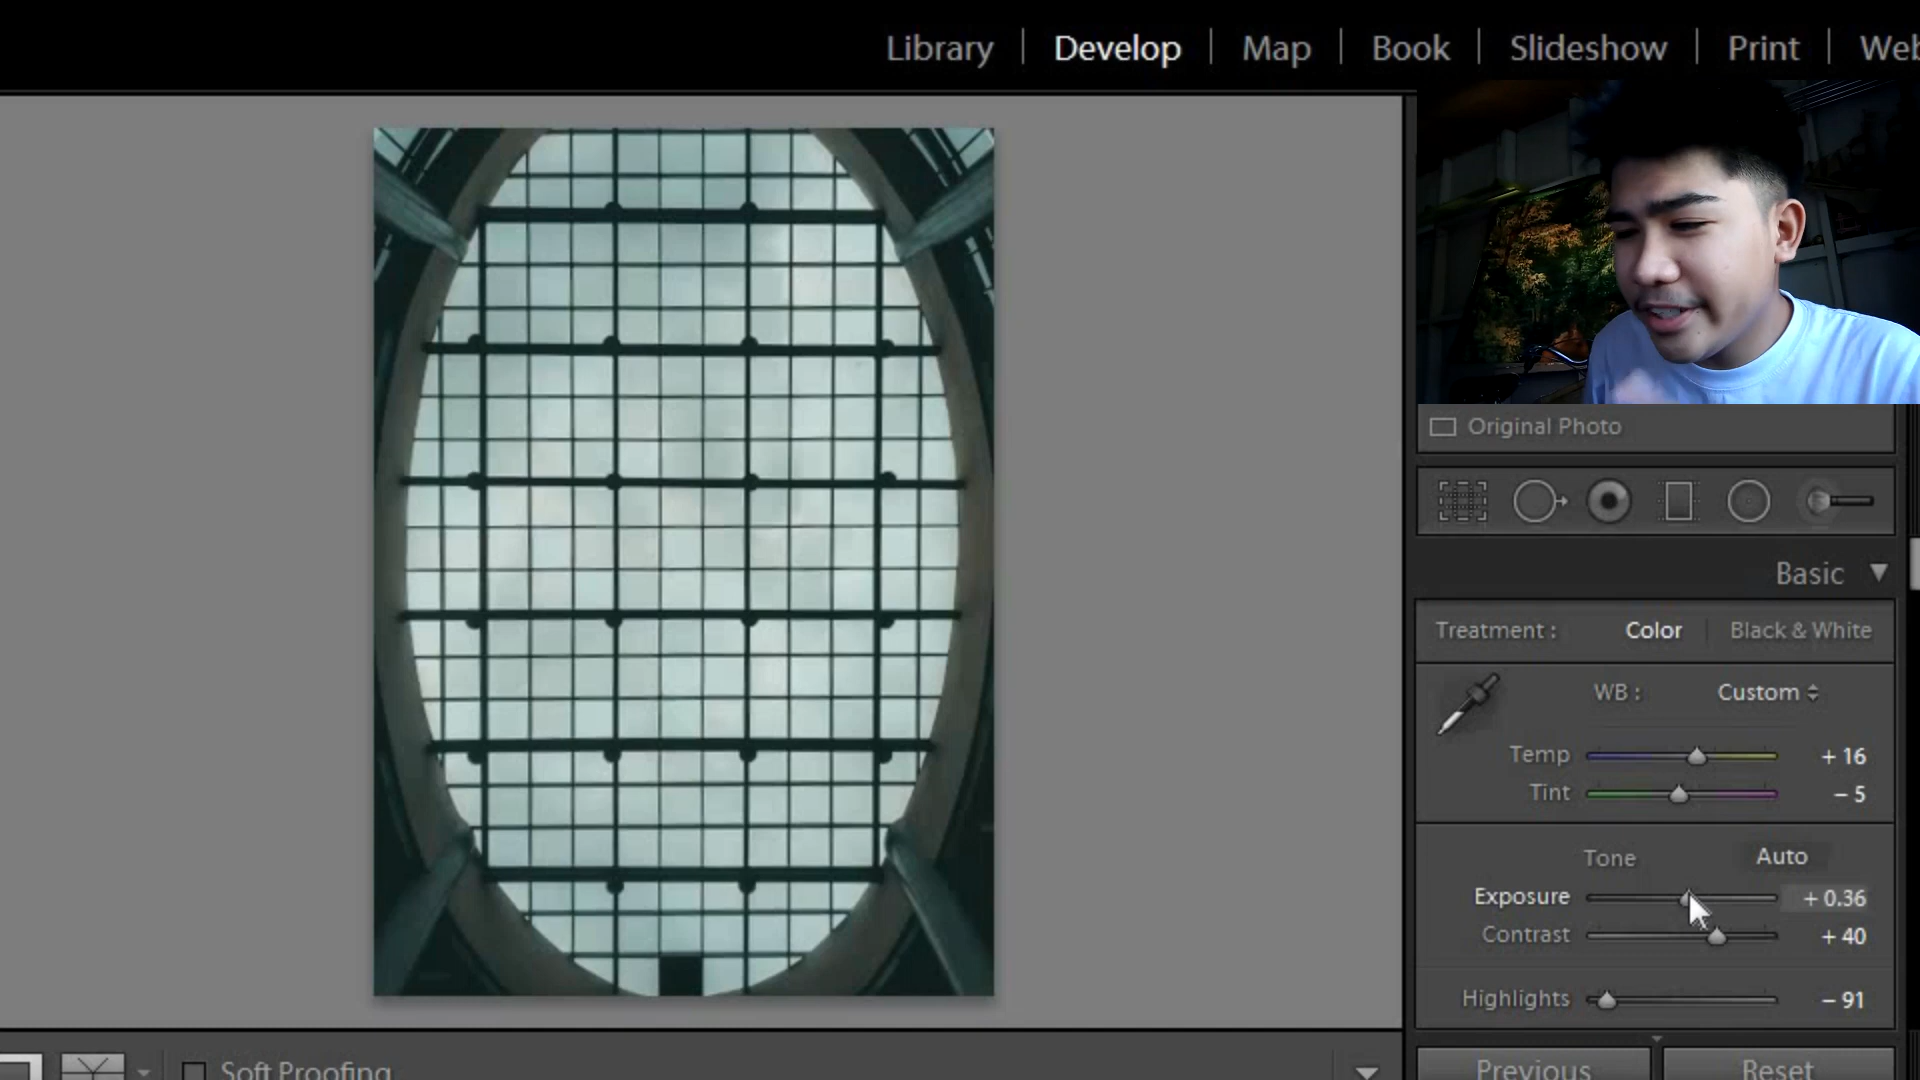 Library | Develop | Map | Book | Slideshow | Print | Web
Original Photo
Basic
Treatment : Color | Black & White
WB : Custom
Temp + 16
Tint − 5
Tone Auto
Exposure + 0.36
Contrast + 40
Highlights − 91
Soft Proofing
Previous Reset